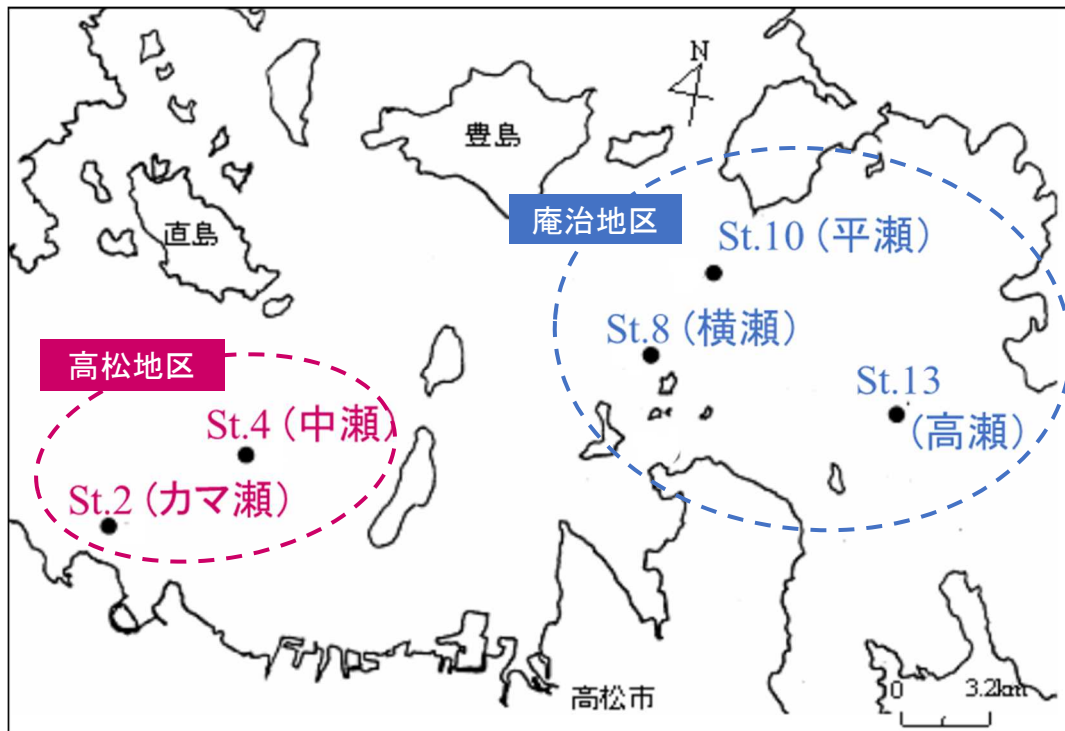 N
豊島
直島
庵治地区
St.10 (平瀬)
St.8 (横瀬)
高松地区
St.13
(高瀬)
St.4 (中瀬)
St.2 (カマ瀬)
0 3.2km
高松市